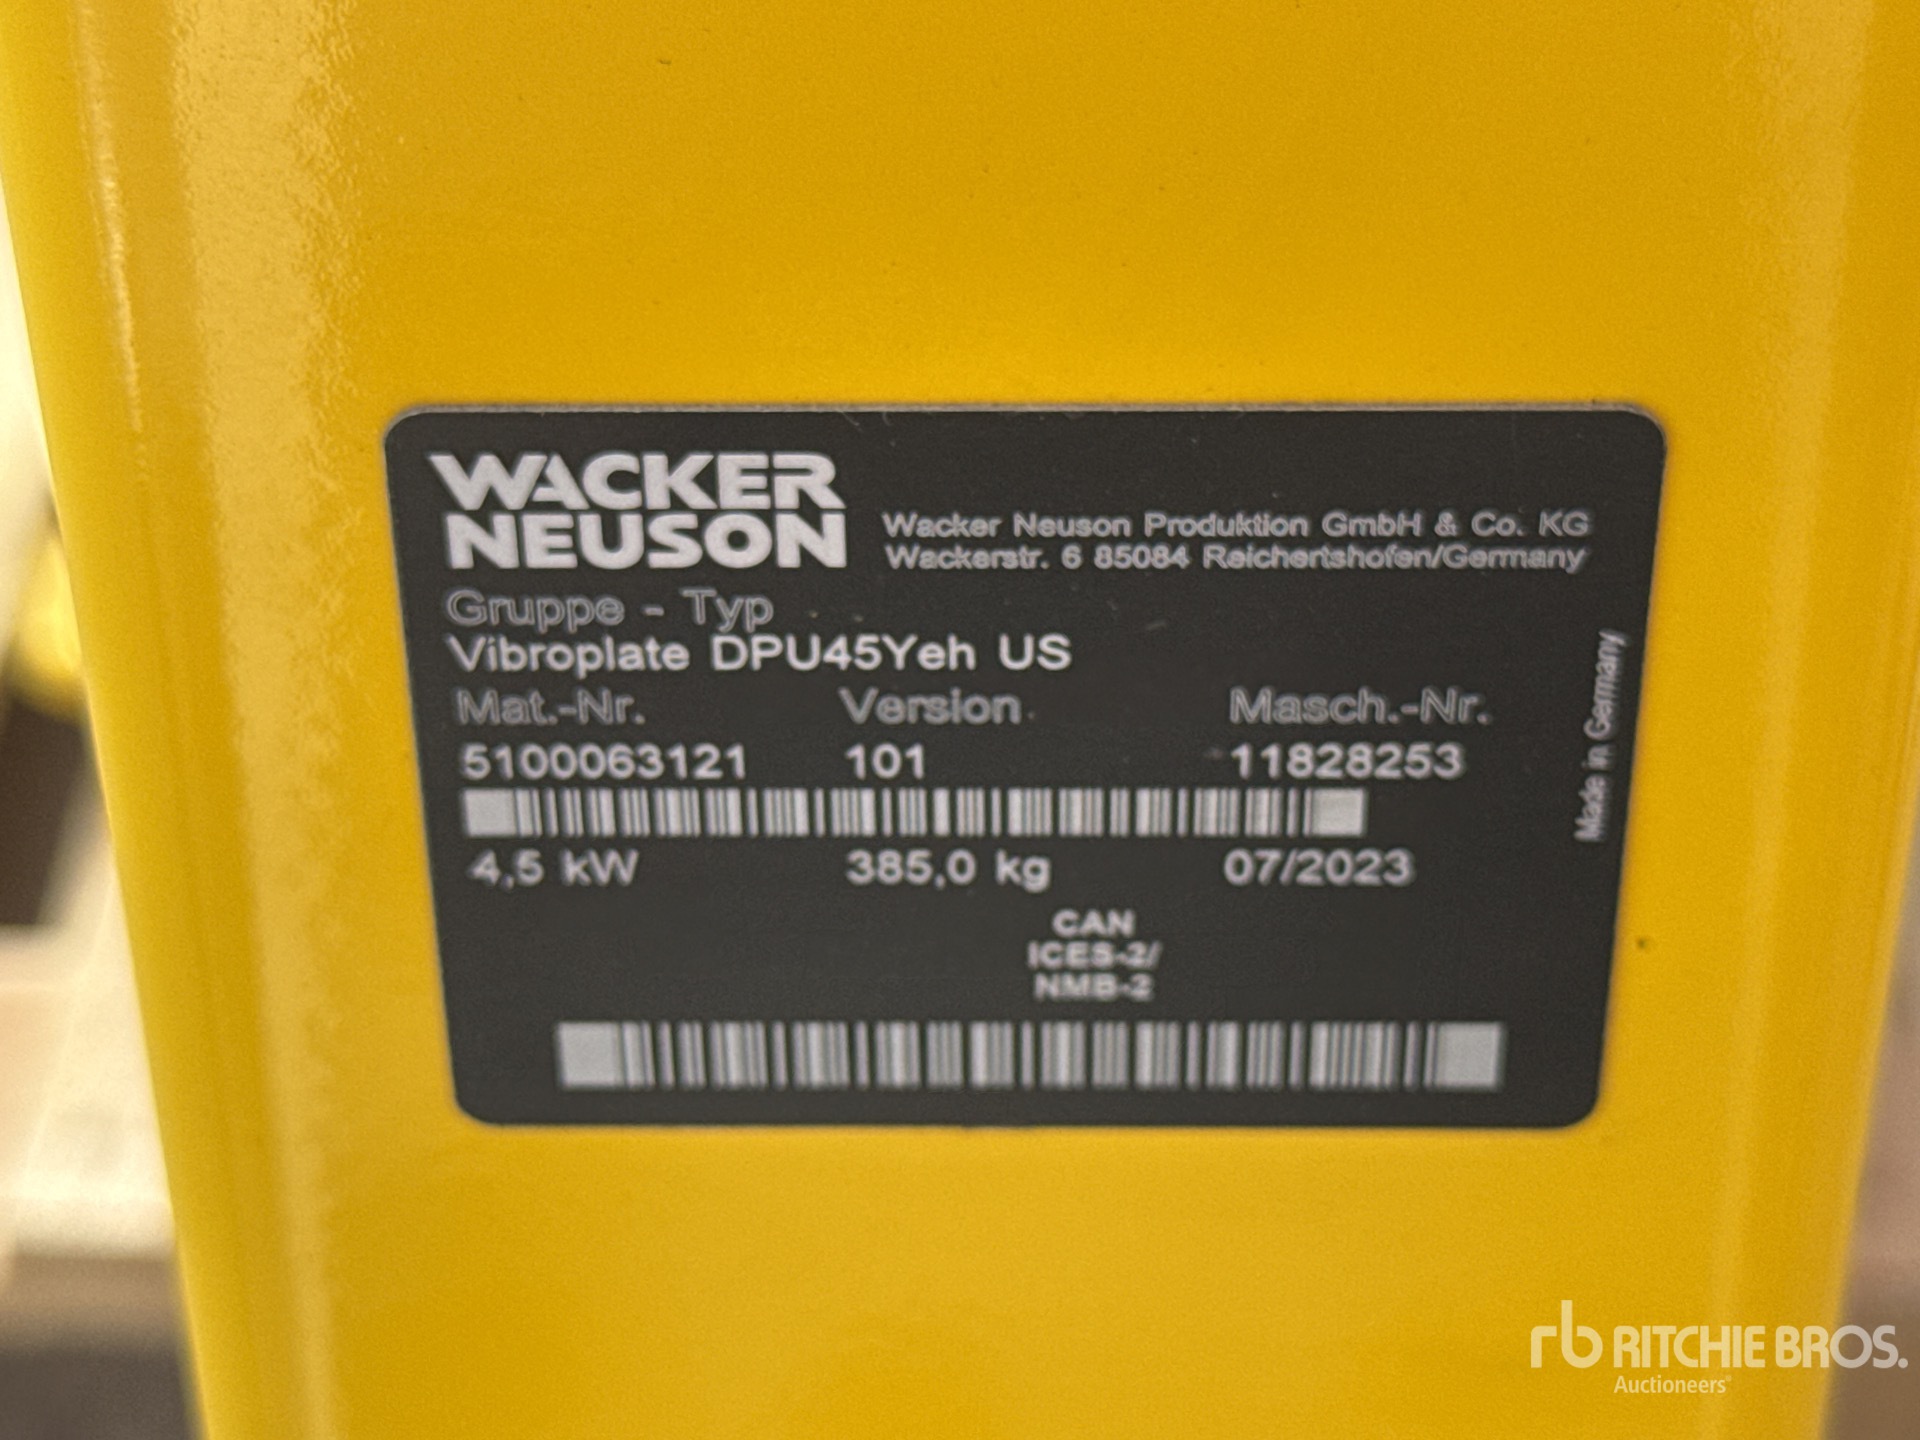 WACKER
NEUSON
Wacker Neuson Produktion GmbH & Co. KG
Wackerstr. 6 85084 Reichertshofen/Germany
Gruppe - Typ
Vibroplate DPU45Yeh US
Mat.-Nr. Version Masch.-Nr.
5100063121 101 11828253
4,5 kW 385,0 kg 07/2023
CAN
ICES-2/
NMB-2
Made in Germany
rb RITCHIE BROS.
Auctioneers